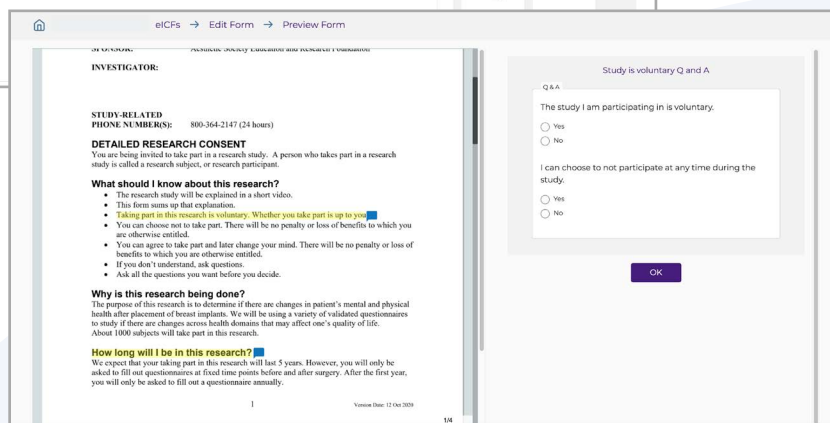 eICFs → Edit Form → Preview Form
SPONSOR: Aesthetic Society Education and Research Foundation
INVESTIGATOR:
STUDY-RELATED
PHONE NUMBER(S): 800-364-2147 (24 hours)
DETAILED RESEARCH CONSENT
You are being invited to take part in a research study. A person who takes part in a research
study is called a research subject, or research participant.
What should I know about this research?
• The research study will be explained in a short video.
• This form sums up that explanation.
• Taking part in this research is voluntary. Whether you take part is up to you
• You can choose not to take part. There will be no penalty or loss of benefits to which you
are otherwise entitled.
• You can agree to take part and later change your mind. There will be no penalty or loss of
benefits to which you are otherwise entitled.
• If you don't understand, ask questions.
• Ask all the questions you want before you decide.
Why is this research being done?
The purpose of this research is to determine if there are changes in patient's mental and physical
health after placement of breast implants. We will be using a variety of validated questionnaires
to study if there are changes across health domains that may affect one's quality of life.
About 1000 subjects will take part in this research.
How long will I be in this research?
We expect that your taking part in this research will last 5 years. However, you will only be
asked to fill out questionnaires at fixed time points before and after surgery. After the first year,
you will only be asked to fill out a questionnaire annually.
1 Version Date: 12 Oct 2020
1/4
Study is voluntary Q and A
Q & A
The study I am participating in is voluntary.
Yes
No
I can choose to not participate at any time during the
study.
Yes
No
OK